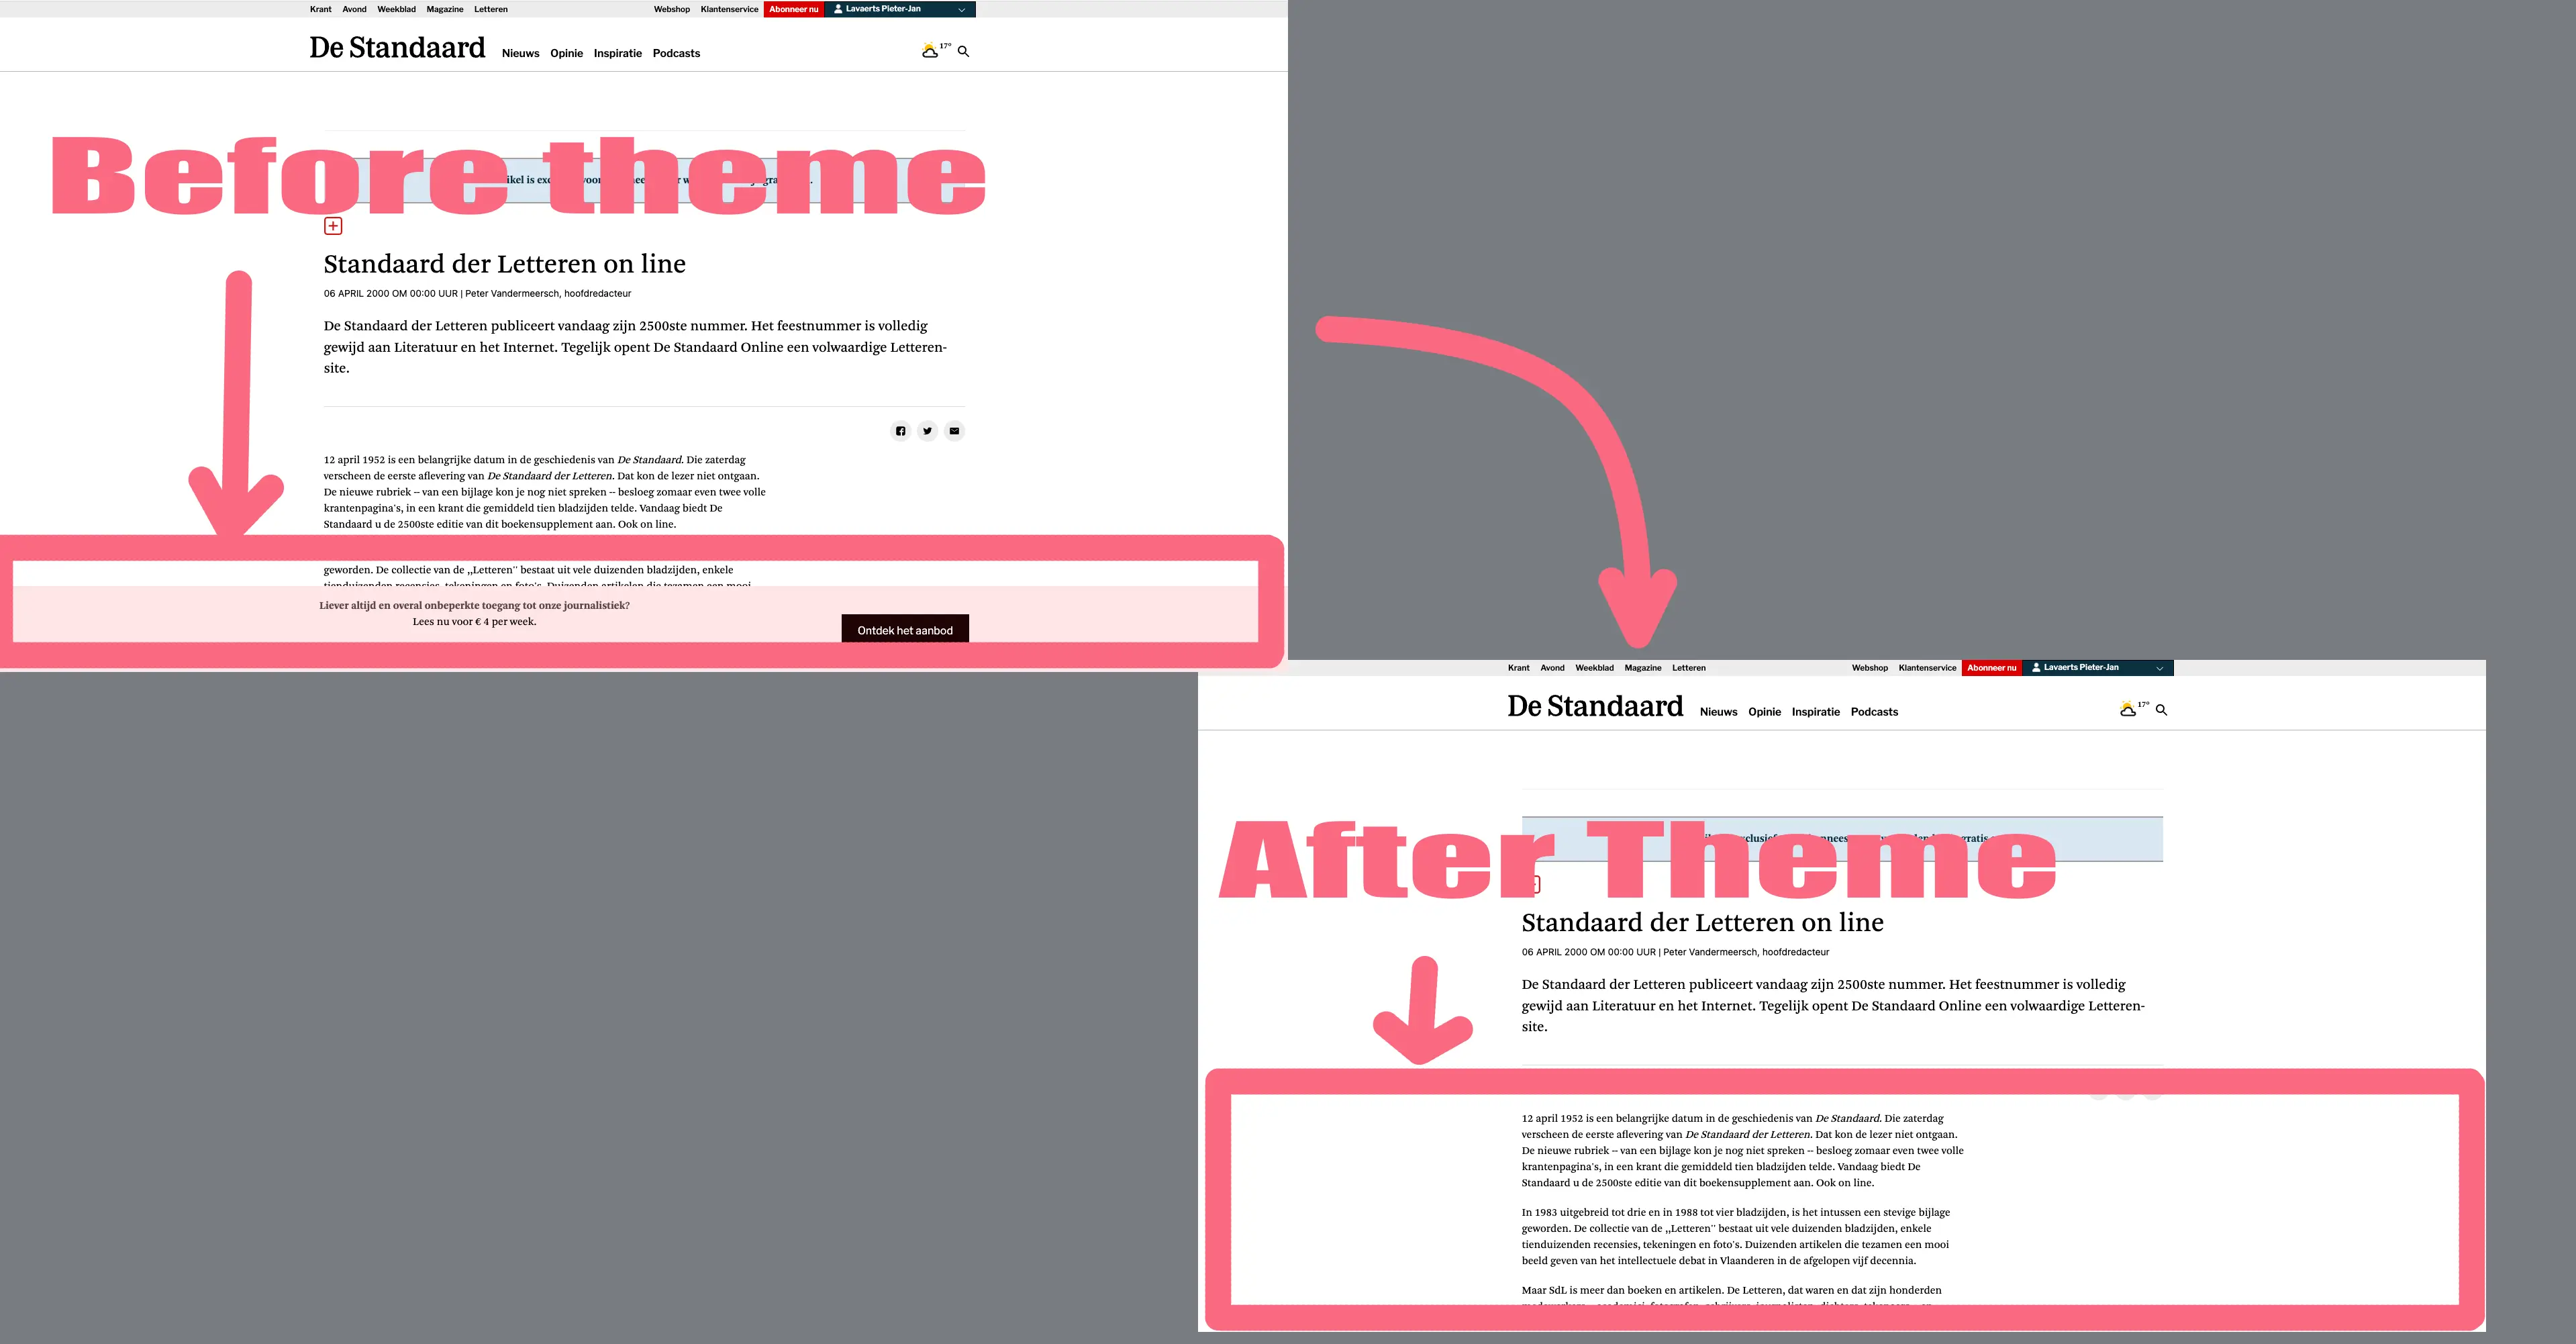 Krant Avond Weekblad Magazine Letteren Webshop Klantenservice Abonneer nu Lavaerts Pieter-Jan
De Standaard Nieuws Opinie Inspiratie Podcasts 17°
Before theme
Standaard der Letteren on line
06 APRIL 2000 OM 00:00 UUR | Peter Vandermeersch, hoofdredacteur
De Standaard der Letteren publiceert vandaag zijn 2500ste nummer. Het feestnummer is volledig
gewijd aan Literatuur en het Internet. Tegelijk opent De Standaard Online een volwaardige Letteren-
site.
12 april 1952 is een belangrijke datum in de geschiedenis van De Standaard. Die zaterdag
verscheen de eerste aflevering van De Standaard der Letteren. Dat kon de lezer niet ontgaan.
De nieuwe rubriek -- van een bijlage kon je nog niet spreken -- besloeg zomaar even twee volle
krantenpagina's, in een krant die gemiddeld tien bladzijden telde. Vandaag biedt De
Standaard u de 2500ste editie van dit boekensupplement aan. Ook on line.
geworden. De collectie van de ,,Letteren'' bestaat uit vele duizenden bladzijden, enkele
tienduizenden recensies, tekeningen en foto's. Duizenden artikelen die tezamen een mooi
Liever altijd en overal onbeperkte toegang tot onze journalistiek?
Lees nu voor € 4 per week.
Ontdek het aanbod
Krant Avond Weekblad Magazine Letteren Webshop Klantenservice Abonneer nu Lavaerts Pieter-Jan
De Standaard Nieuws Opinie Inspiratie Podcasts 17°
After Theme
Standaard der Letteren on line
06 APRIL 2000 OM 00:00 UUR | Peter Vandermeersch, hoofdredacteur
De Standaard der Letteren publiceert vandaag zijn 2500ste nummer. Het feestnummer is volledig
gewijd aan Literatuur en het Internet. Tegelijk opent De Standaard Online een volwaardige Letteren-
site.
12 april 1952 is een belangrijke datum in de geschiedenis van De Standaard. Die zaterdag
verscheen de eerste aflevering van De Standaard der Letteren. Dat kon de lezer niet ontgaan.
De nieuwe rubriek -- van een bijlage kon je nog niet spreken -- besloeg zomaar even twee volle
krantenpagina's, in een krant die gemiddeld tien bladzijden telde. Vandaag biedt De
Standaard u de 2500ste editie van dit boekensupplement aan. Ook on line.
In 1983 uitgebreid tot drie en in 1988 tot vier bladzijden, is het intussen een stevige bijlage
geworden. De collectie van de ,,Letteren'' bestaat uit vele duizenden bladzijden, enkele
tienduizenden recensies, tekeningen en foto's. Duizenden artikelen die tezamen een mooi
beeld geven van het intellectuele debat in Vlaanderen in de afgelopen vijf decennia.
Maar SdL is meer dan boeken en artikelen. De Letteren, dat waren en dat zijn honderden